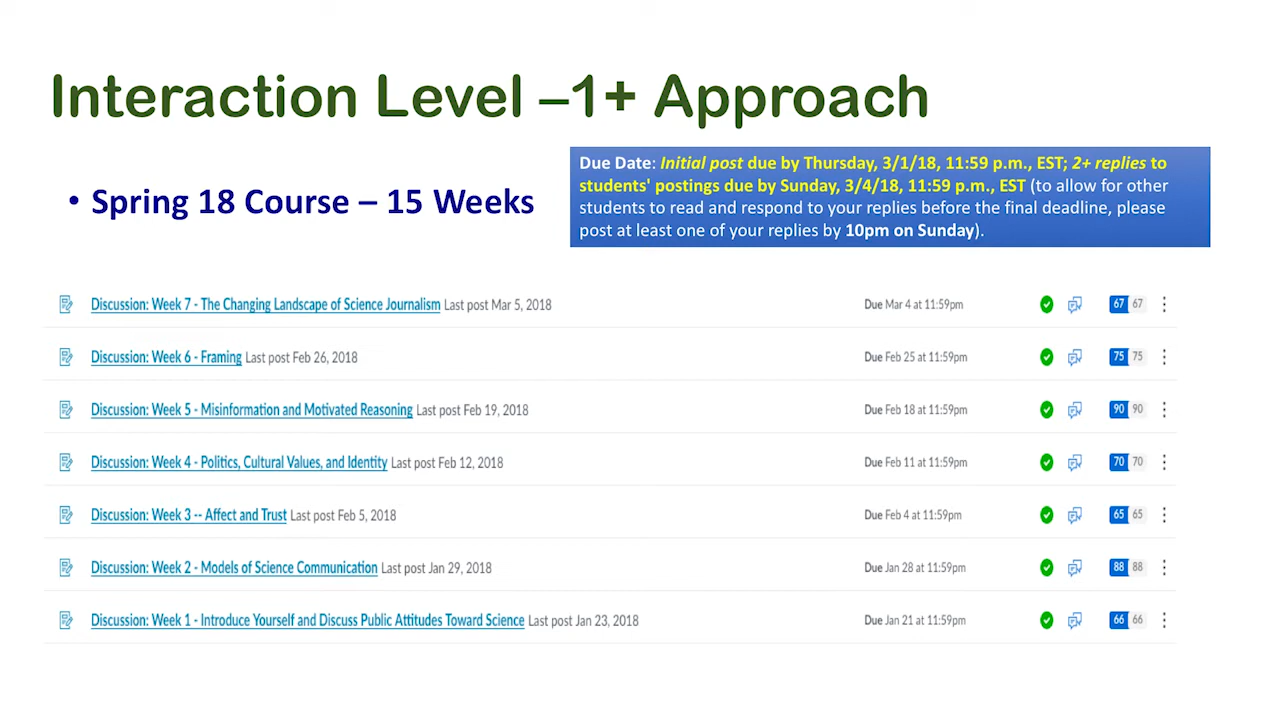 Interaction Level –1+ Approach
• Spring 18 Course – 15 Weeks
Due Date: Initial post due by Thursday, 3/1/18, 11:59 p.m., EST; 2+ replies to
students' postings due by Sunday, 3/4/18, 11:59 p.m., EST (to allow for other
students to read and respond to your replies before the final deadline, please
post at least one of your replies by 10pm on Sunday).
Discussion: Week 7 - The Changing Landscape of Science Journalism Last post Mar 5, 2018 Due Mar 4 at 11:59pm 67 67
Discussion: Week 6 - Framing Last post Feb 26, 2018 Due Feb 25 at 11:59pm 75 75
Discussion: Week 5 - Misinformation and Motivated Reasoning Last post Feb 19, 2018 Due Feb 18 at 11:59pm 90 90
Discussion: Week 4 - Politics, Cultural Values, and Identity Last post Feb 12, 2018 Due Feb 11 at 11:59pm 70 70
Discussion: Week 3 -- Affect and Trust Last post Feb 5, 2018 Due Feb 4 at 11:59pm 65 65
Discussion: Week 2 - Models of Science Communication Last post Jan 29, 2018 Due Jan 28 at 11:59pm 88 88
Discussion: Week 1 - Introduce Yourself and Discuss Public Attitudes Toward Science Last post Jan 23, 2018 Due Jan 21 at 11:59pm 66 66